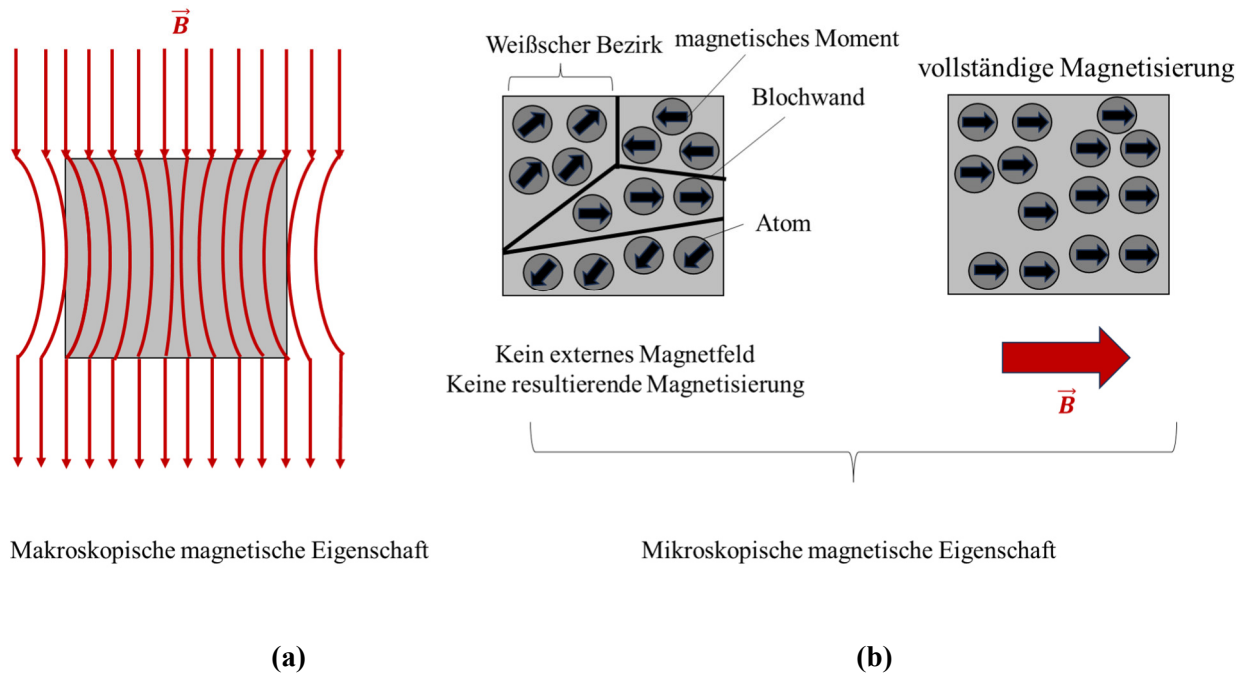 B
Weißscher Bezirk
magnetisches Moment
Blochwand
Atom
vollständige Magnetisierung
Kein externes Magnetfeld
Keine resultierende Magnetisierung
B
Makroskopische magnetische Eigenschaft
Mikroskopische magnetische Eigenschaft
(a)
(b)